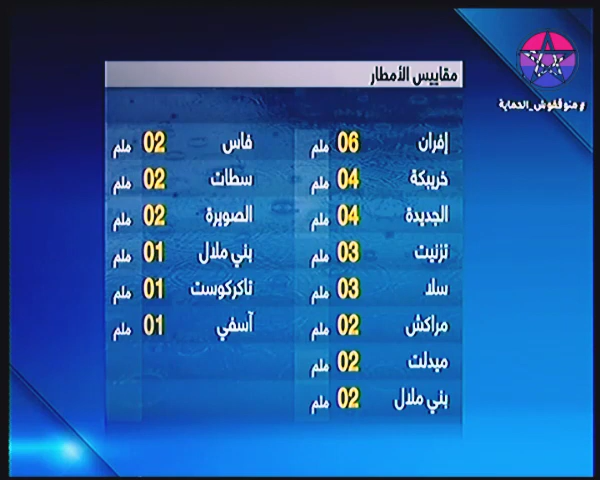 #منوقفوش_الحماية
مقاييس الأمطار
إفران 06 ملم
خريبكة 04 ملم
الجديدة 04 ملم
تزنيت 03 ملم
سلا 03 ملم
مراكش 02 ملم
ميدلت 02 ملم
بني ملال 02 ملم
فاس 02 ملم
سطات 02 ملم
الصويرة 02 ملم
بني ملال 01 ملم
تاكركوست 01 ملم
آسفي 01 ملم